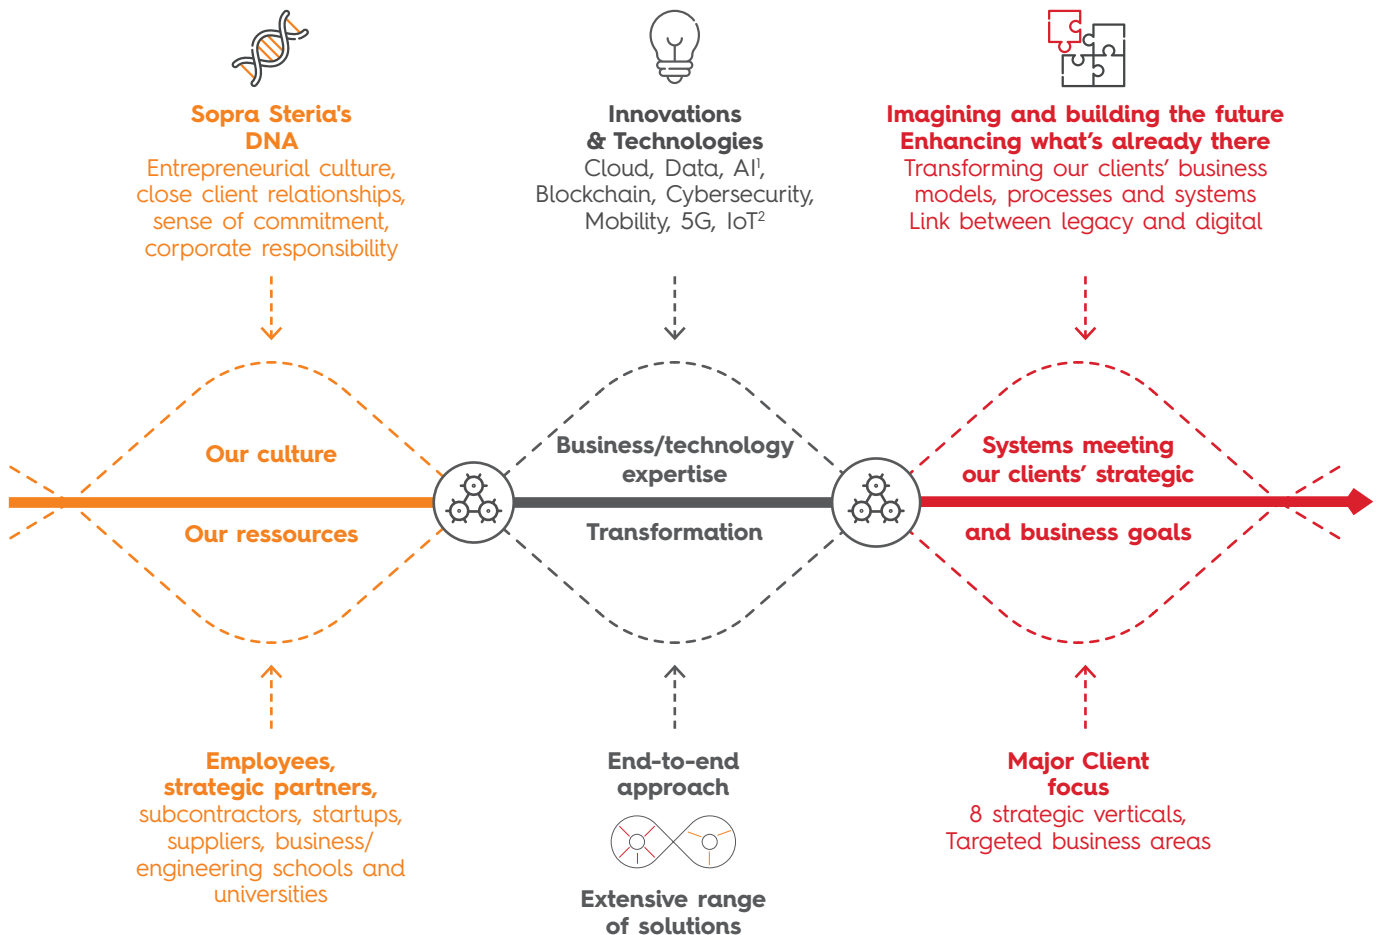 Sopra Steria's
DNA
Entrepreneurial culture,
close client relationships,
sense of commitment,
corporate responsibility
Innovations
& Technologies
Cloud, Data, AI¹,
Blockchain, Cybersecurity,
Mobility, 5G, IoT²
Imagining and building the future
Enhancing what’s already there
Transforming our clients’ business
models, processes and systems
Link between legacy and digital
Our culture
Our ressources
Business/technology
expertise
Transformation
Systems meeting
our clients’ strategic
and business goals
Employees,
strategic partners,
subcontractors, startups,
suppliers, business/
engineering schools and
universities
End-to-end
approach
Extensive range
of solutions
Major Client
focus
8 strategic verticals,
Targeted business areas